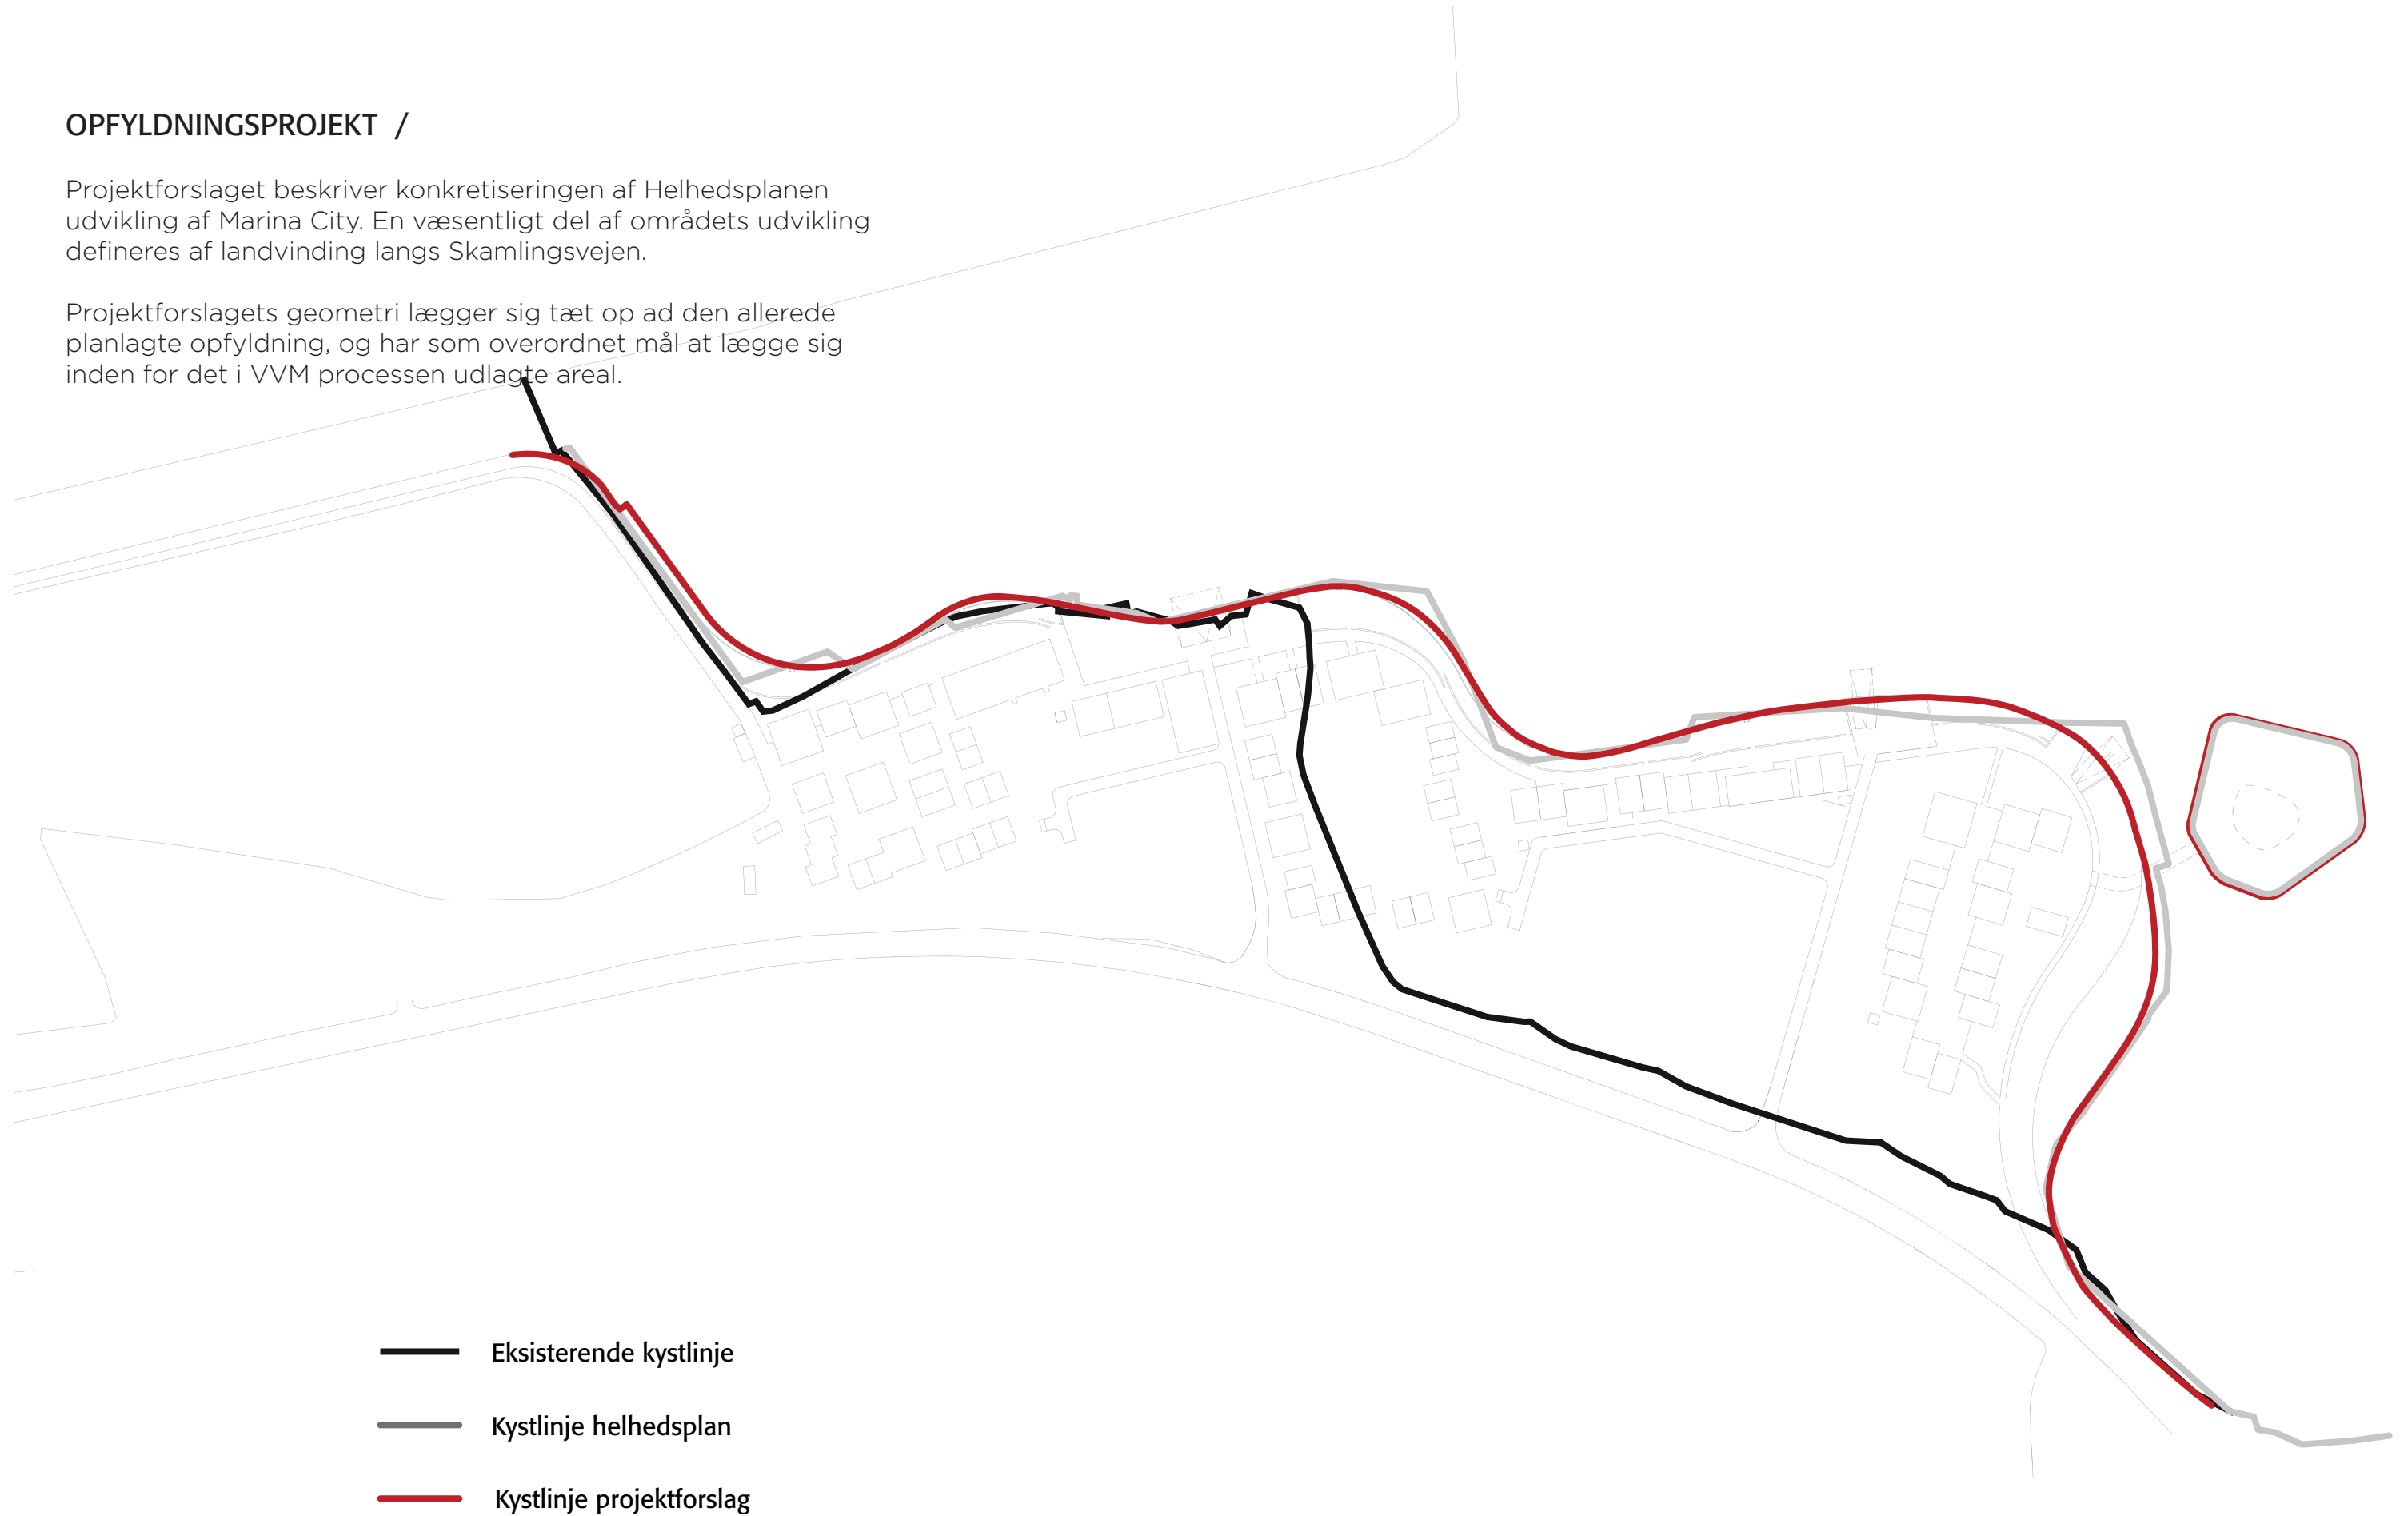 OPFYLDNINGSPROJEKT /
Projektforslaget beskriver konkretiseringen af Helhedsplanen
udvikling af Marina City. En væsentligt del af områdets udvikling
defineres af landvinding langs Skamlingsvejen.
Projektforslagets geometri lægger sig tæt op ad den allerede
planlagte opfyldning, og har som overordnet mål at lægge sig
inden for det i VVM processen udlagte areal.
Eksisterende kystlinje
Kystlinje helhedsplan
Kystlinje projektforslag